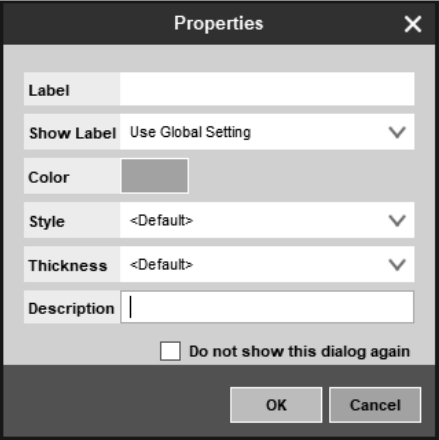 Properties
Label
Show Label Use Global Setting
Color
Style <Default>
Thickness <Default>
Description
Do not show this dialog again
OK Cancel